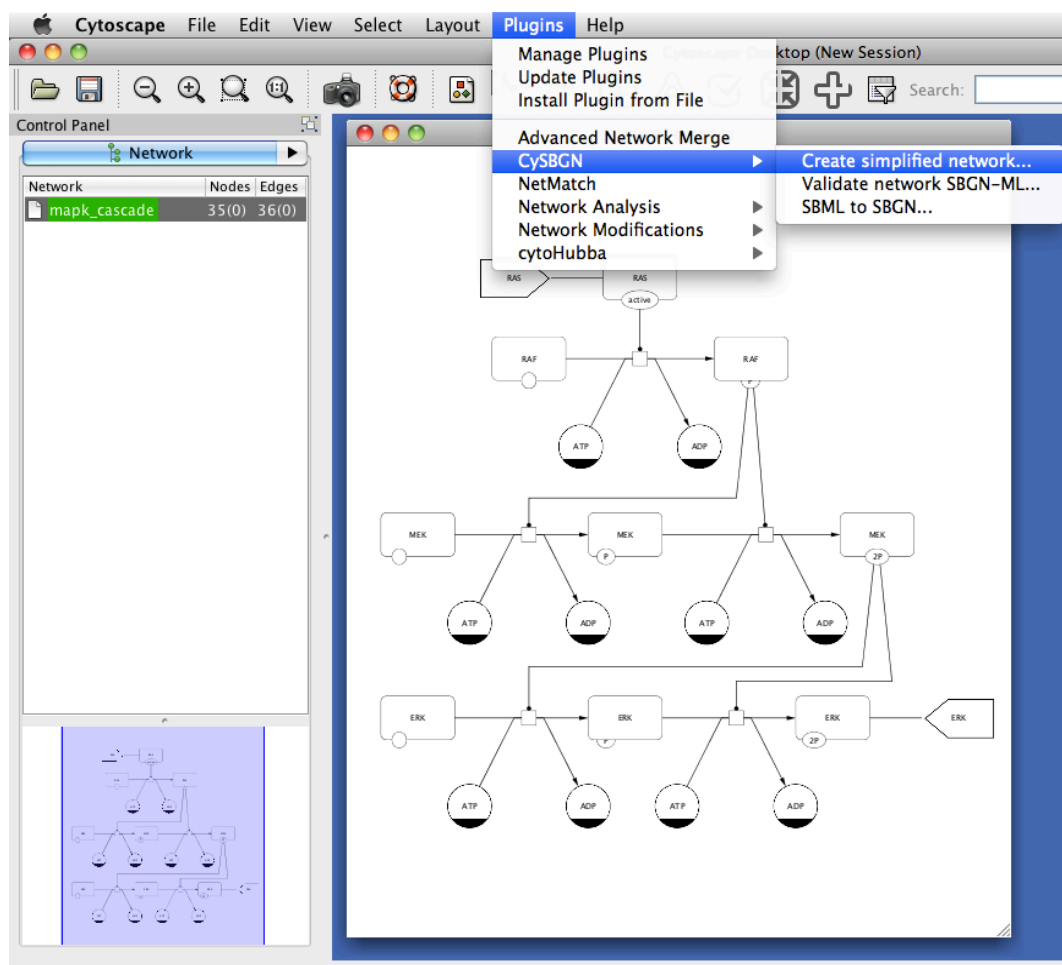 Cytoscape File Edit View Select Layout Plugins Help
ktop (New Session)
Manage Plugins
Update Plugins
Install Plugin from File
Advanced Network Merge
CySBGN
NetMatch
Network Analysis
Network Modifications
cytoHubba
Create simplified network...
Validate network SBGN-ML...
SBML to SBGN...
1:1
Search:
Control Panel
Network
Network Nodes Edges
mapk_cascade 35(0) 36(0)
RAS RAS
active
RAF RAF
P
ATP ADP
MEK MEK MEK
P 2P
ATP ADP ATP ADP
ERK ERK ERK ERK
P 2P
ATP ADP ATP ADP